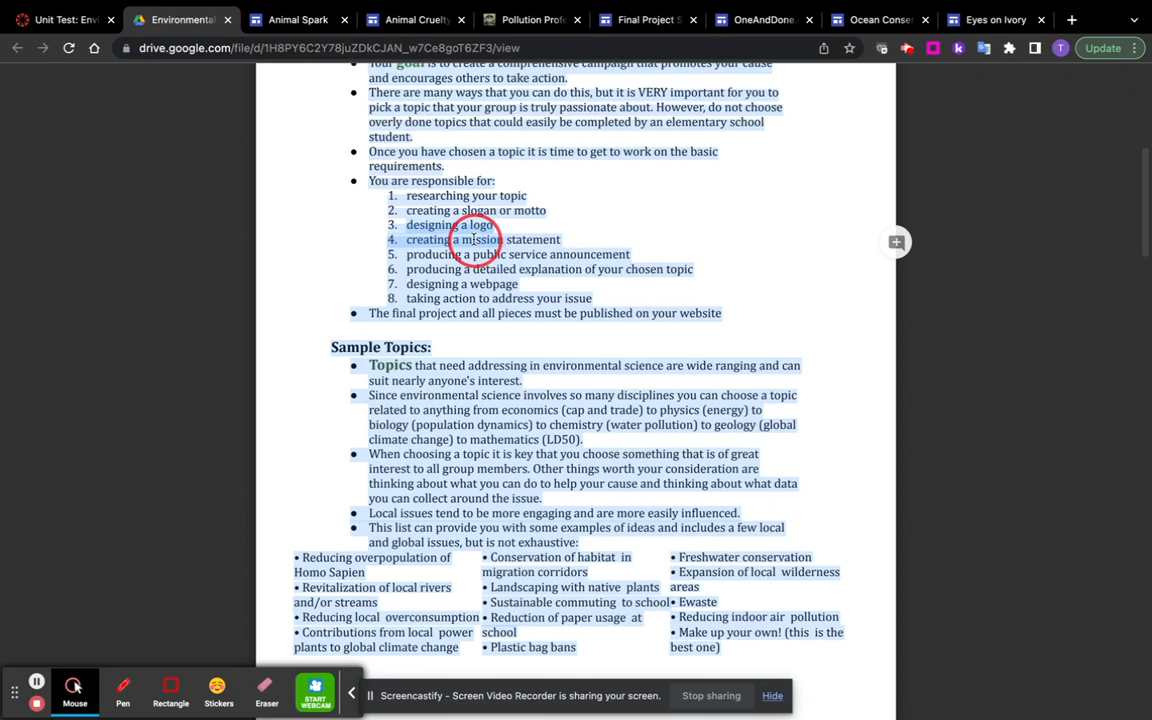 Unit Test: Envi
Environmental
Animal Spark
Animal Cruelty
Pollution Profe
Final Project S
OneAndDone.
Ocean Conser
Eyes on Ivory
drive.google.com/file/d/1H8PY6C2Y78juZDkCJAN_w7Ce8goT6ZF3/view
T
Update
Your goal is to create a comprehensive campaign that promotes your cause
and encourages others to take action.
• There are many ways that you can do this, but it is VERY important for you to
pick a topic that your group is truly passionate about. However, do not choose
overly done topics that could easily be completed by an elementary school
student.
• Once you have chosen a topic it is time to get to work on the basic
requirements.
• You are responsible for:
1. researching your topic
2. creating a slogan or motto
3. designing a logo
4. creating a mission statement
5. producing a public service announcement
6. producing a detailed explanation of your chosen topic
7. designing a webpage
8. taking action to address your issue
• The final project and all pieces must be published on your website
Sample Topics:
• Topics that need addressing in environmental science are wide ranging and can
suit nearly anyone's interest.
• Since environmental science involves so many disciplines you can choose a topic
related to anything from economics (cap and trade) to physics (energy) to
biology (population dynamics) to chemistry (water pollution) to geology (global
climate change) to mathematics (LD50).
• When choosing a topic it is key that you choose something that is of great
interest to all group members. Other things worth your consideration are
thinking about what you can do to help your cause and thinking about what data
you can collect around the issue.
• Local issues tend to be more engaging and are more easily influenced.
• This list can provide you with some examples of ideas and includes a few local
and global issues, but is not exhaustive:
• Reducing overpopulation of
Homo Sapien
• Revitalization of local rivers
and/or streams
• Reducing local overconsumption
• Contributions from local power
plants to global climate change
• Conservation of habitat in
migration corridors
• Landscaping with native plants
• Sustainable commuting to school
• Reduction of paper usage at
school
• Plastic bag bans
• Freshwater conservation
• Expansion of local wilderness
areas
• Ewaste
• Reducing indoor air pollution
• Make up your own! (this is the
best one)
Mouse
Pen
Rectangle
Stickers
Eraser
START
WEBCAM
Screencastify - Screen Video Recorder is sharing your screen.
Stop sharing
Hide